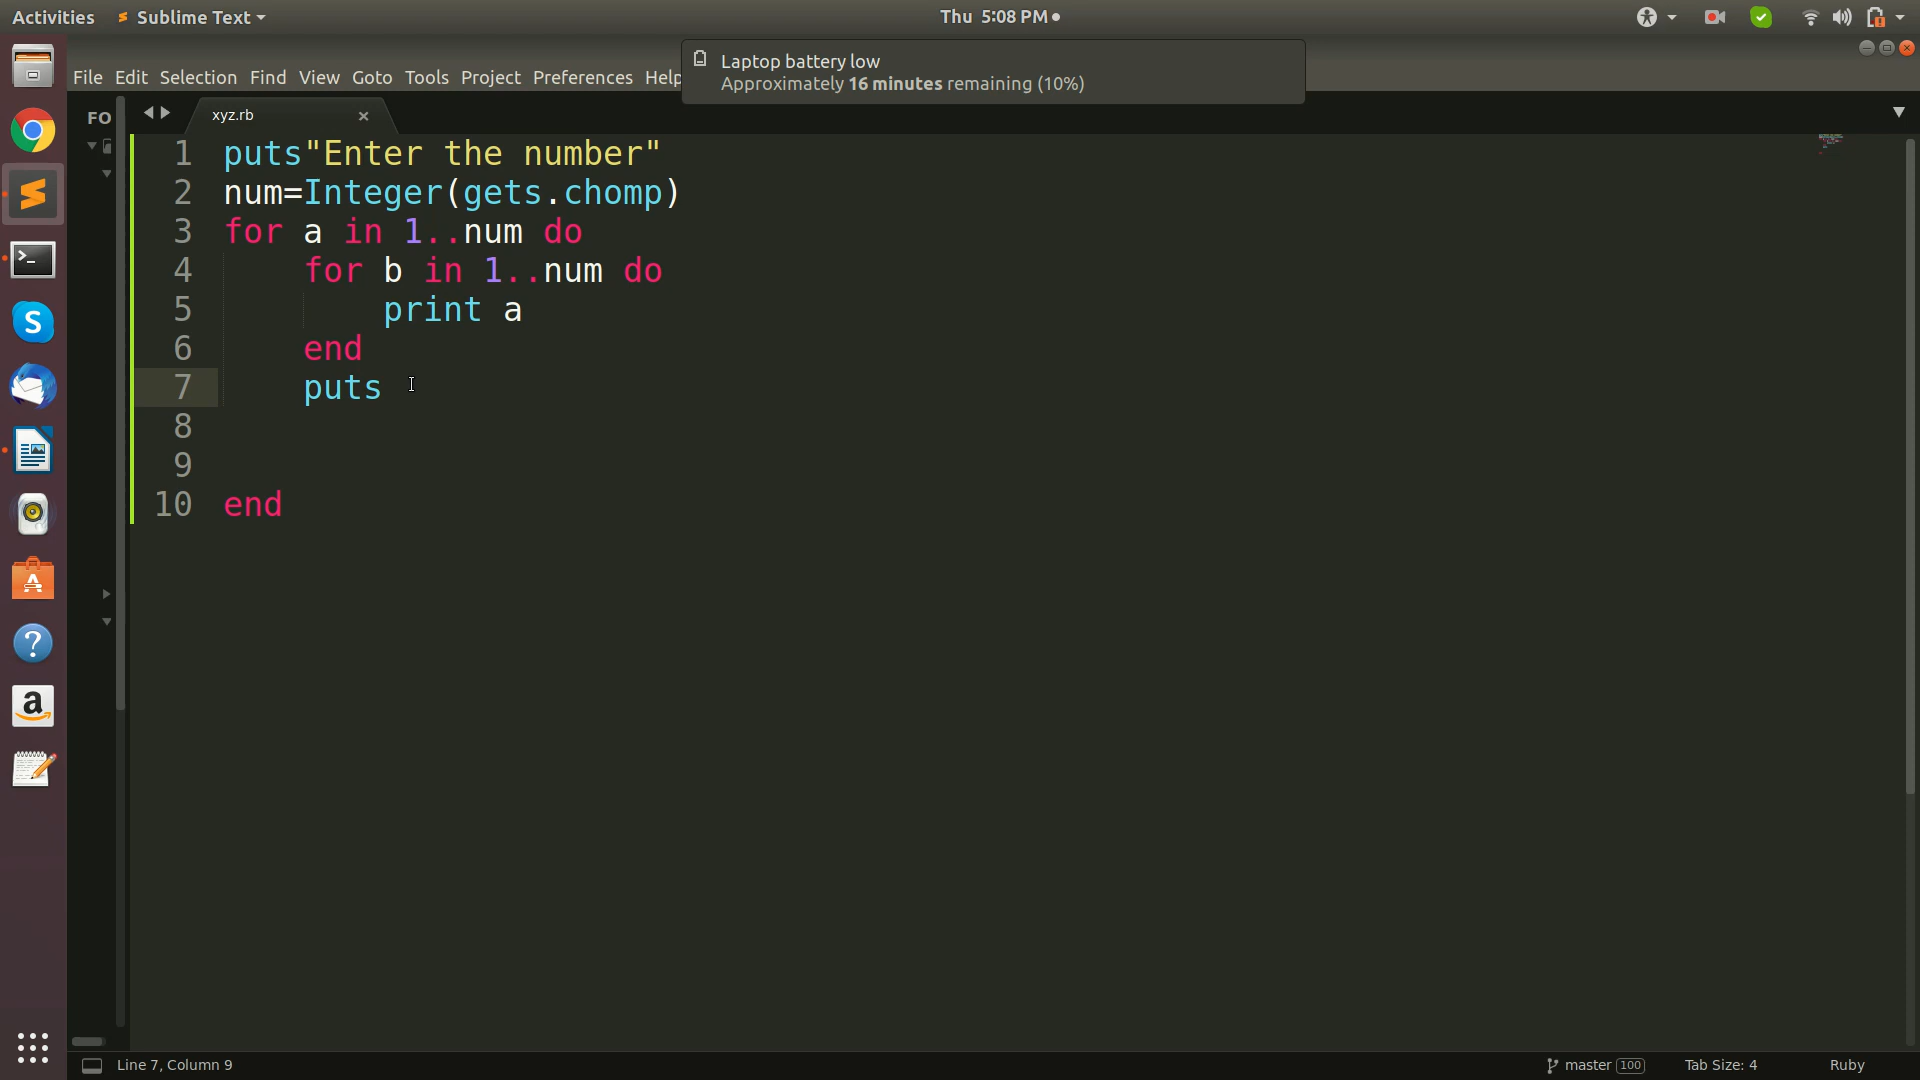 Activities Sublime Text Thu 5:08 PM
File Edit Selection Find View Goto Tools Project Preferences Help
Laptop battery low
Approximately 16 minutes remaining (10%)
FO
xyz.rb
1 puts"Enter the number"
2 num=Integer(gets.chomp)
3 for a in 1..num do
4 for b in 1..num do
5 print a
6 end
7 puts
8
9
10 end
Line 7, Column 9 master 100 Tab Size: 4 Ruby